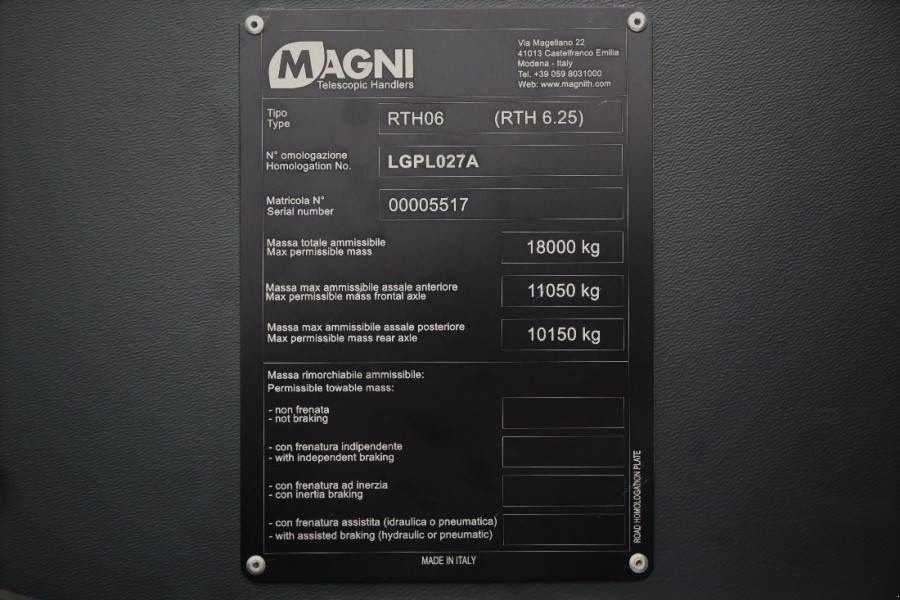 MAGNI
Telescopic Handlers
Via Magellano 22
41013 Castelfranco Emilia
Modena - Italy
Tel. +39 059 8031000
Web: www.magnith.com
Tipo
Type
RTH06 (RTH 6.25)
N° omologazione
Homologation No.
LGPL027A
Matricola N°
Serial number
00005517
Massa totale ammissibile
Max permissible mass
18000 kg
Massa max ammissibile assale anteriore
Max permissible mass frontal axle
11050 kg
Massa max ammissibile assale posteriore
Max permissible mass rear axle
10150 kg
Massa rimorchiabile ammissibile:
Permissible towable mass:
- non frenata
- not braking
- con frenatura indipendente
- with independent braking
- con frenatura ad inerzia
- con inertia braking
- con frenatura assistita (idraulica o pneumatica)
- with assisted braking (hydraulic or pneumatic)
ROAD HOMOLOGATION PLATE
MADE IN ITALY